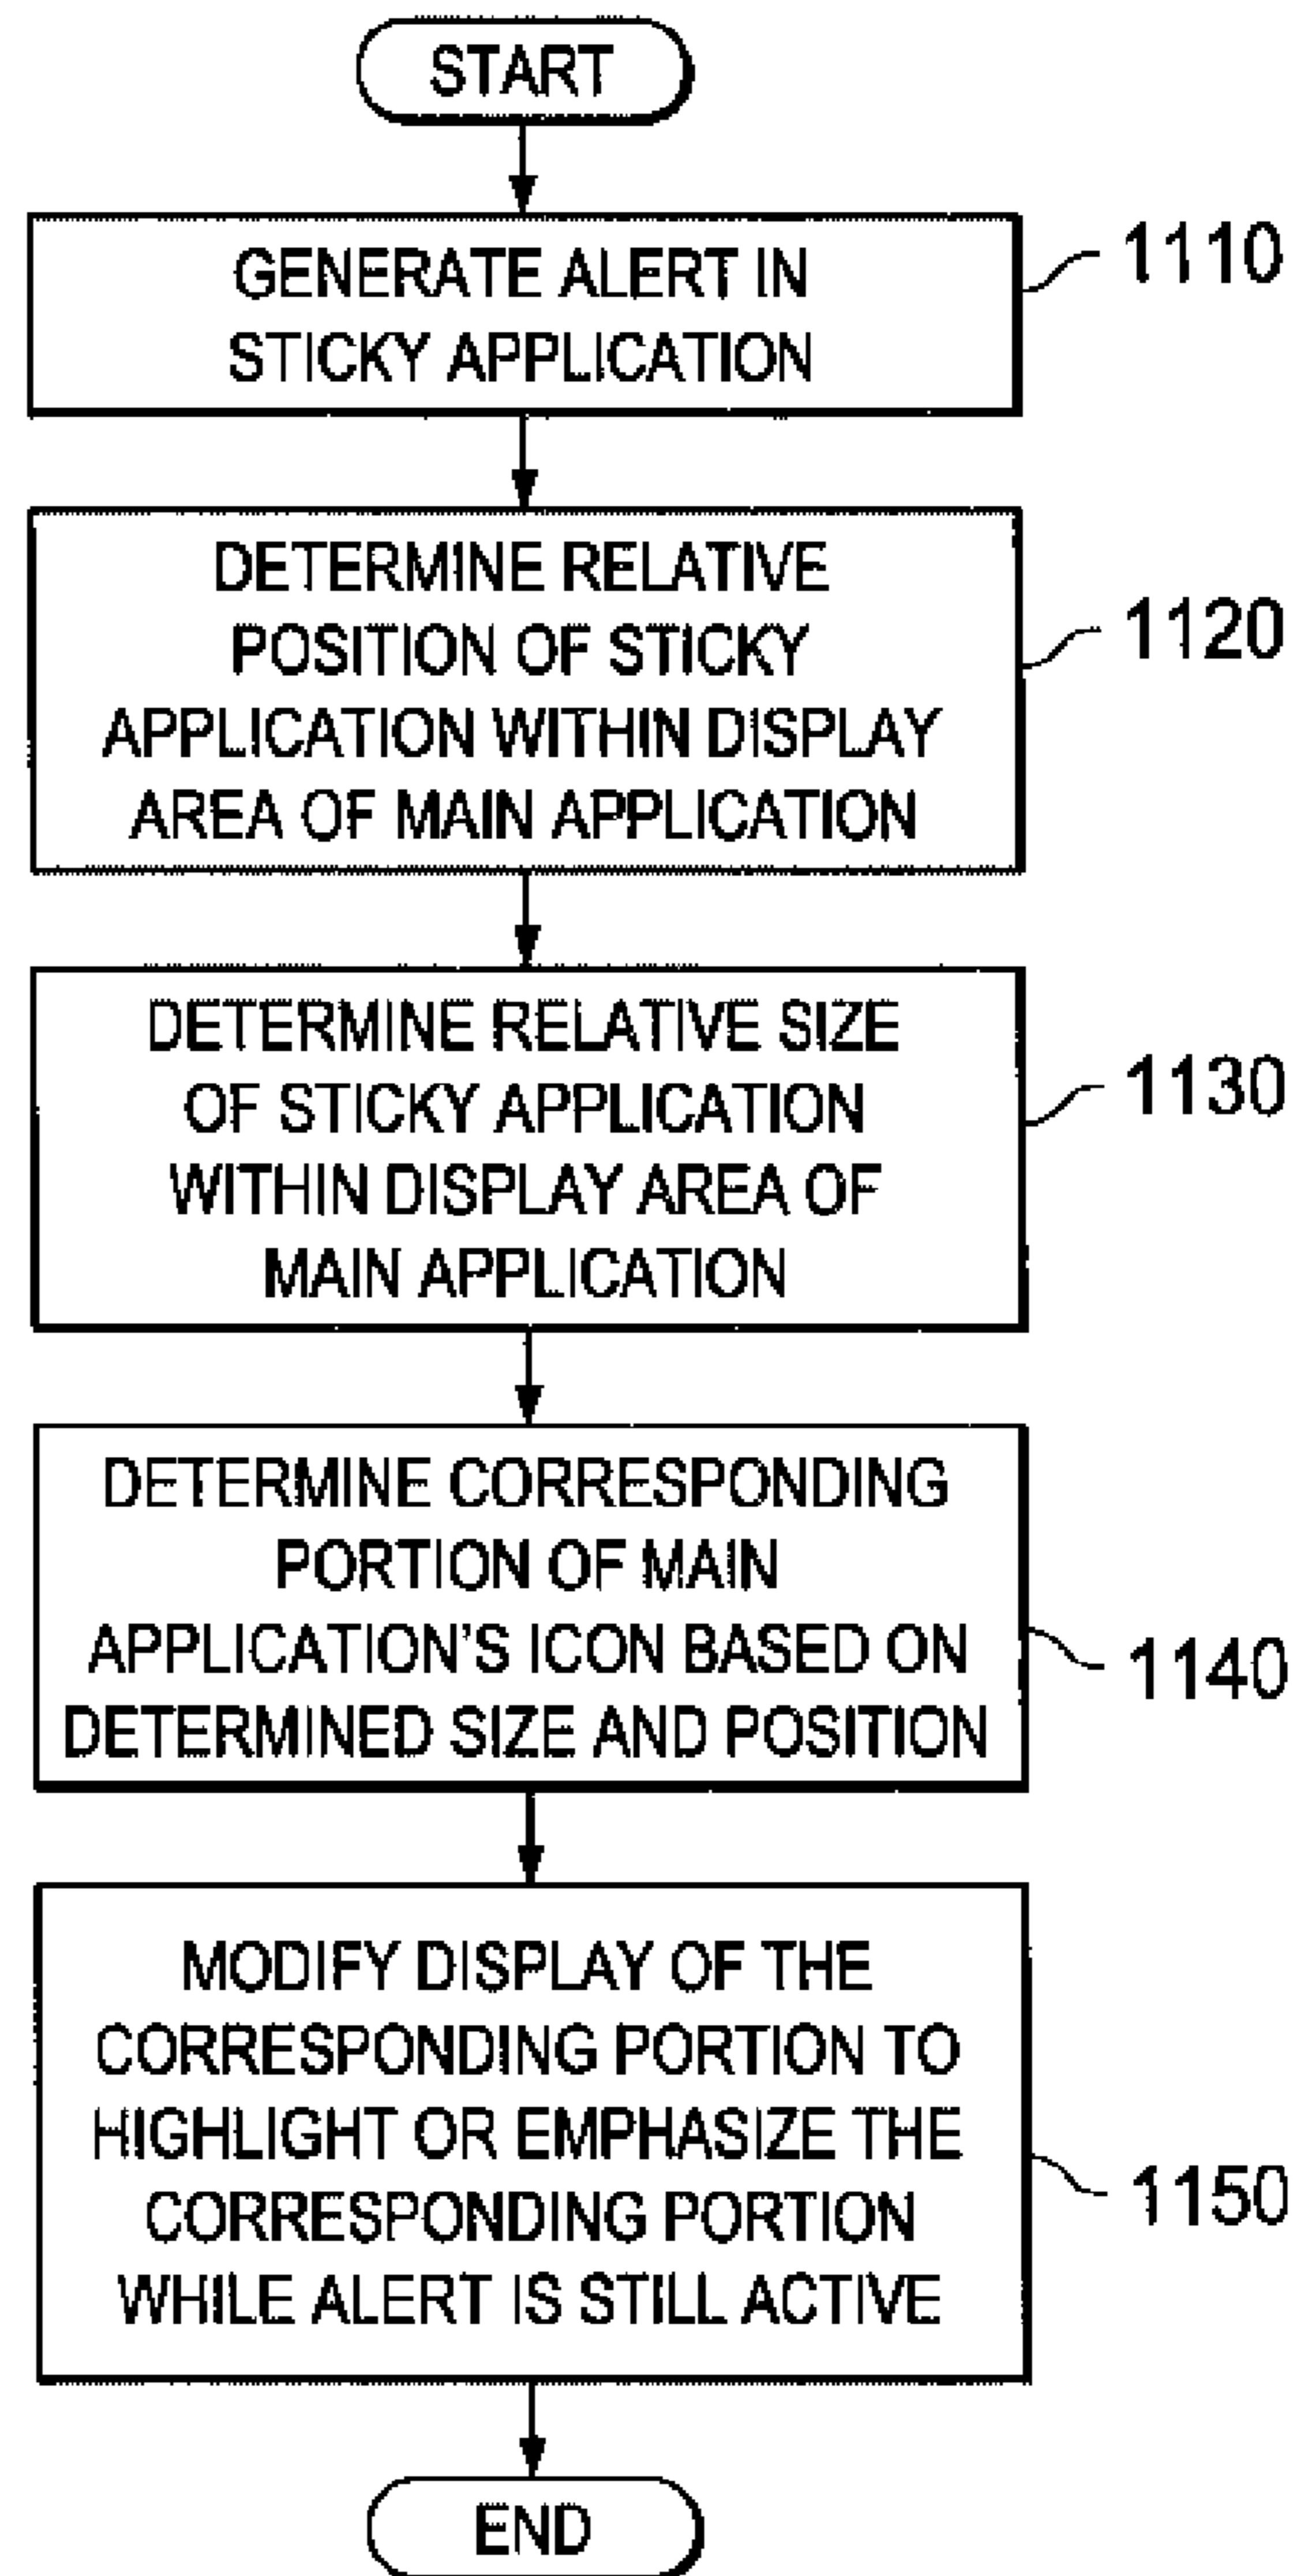 START
GENERATE ALERT IN
STICKY APPLICATION
1110
DETERMINE RELATIVE
POSITION OF STICKY
APPLICATION WITHIN DISPLAY
AREA OF MAIN APPLICATION
1120
DETERMINE RELATIVE SIZE
OF STICKY APPLICATION
WITHIN DISPLAY AREA OF
MAIN APPLICATION
1130
DETERMINE CORRESPONDING
PORTION OF MAIN
APPLICATION'S ICON BASED ON
DETERMINED SIZE AND POSITION
1140
MODIFY DISPLAY OF THE
CORRESPONDING PORTION TO
HIGHLIGHT OR EMPHASIZE THE
CORRESPONDING PORTION
WHILE ALERT IS STILL ACTIVE
1150
END